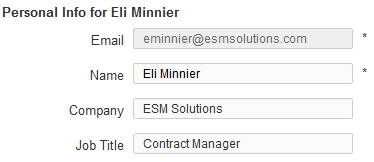 Personal Info for Eli Minnier
Email eminnier@esmsolutions.com *
Name Eli Minnier *
Company ESM Solutions
Job Title Contract Manager